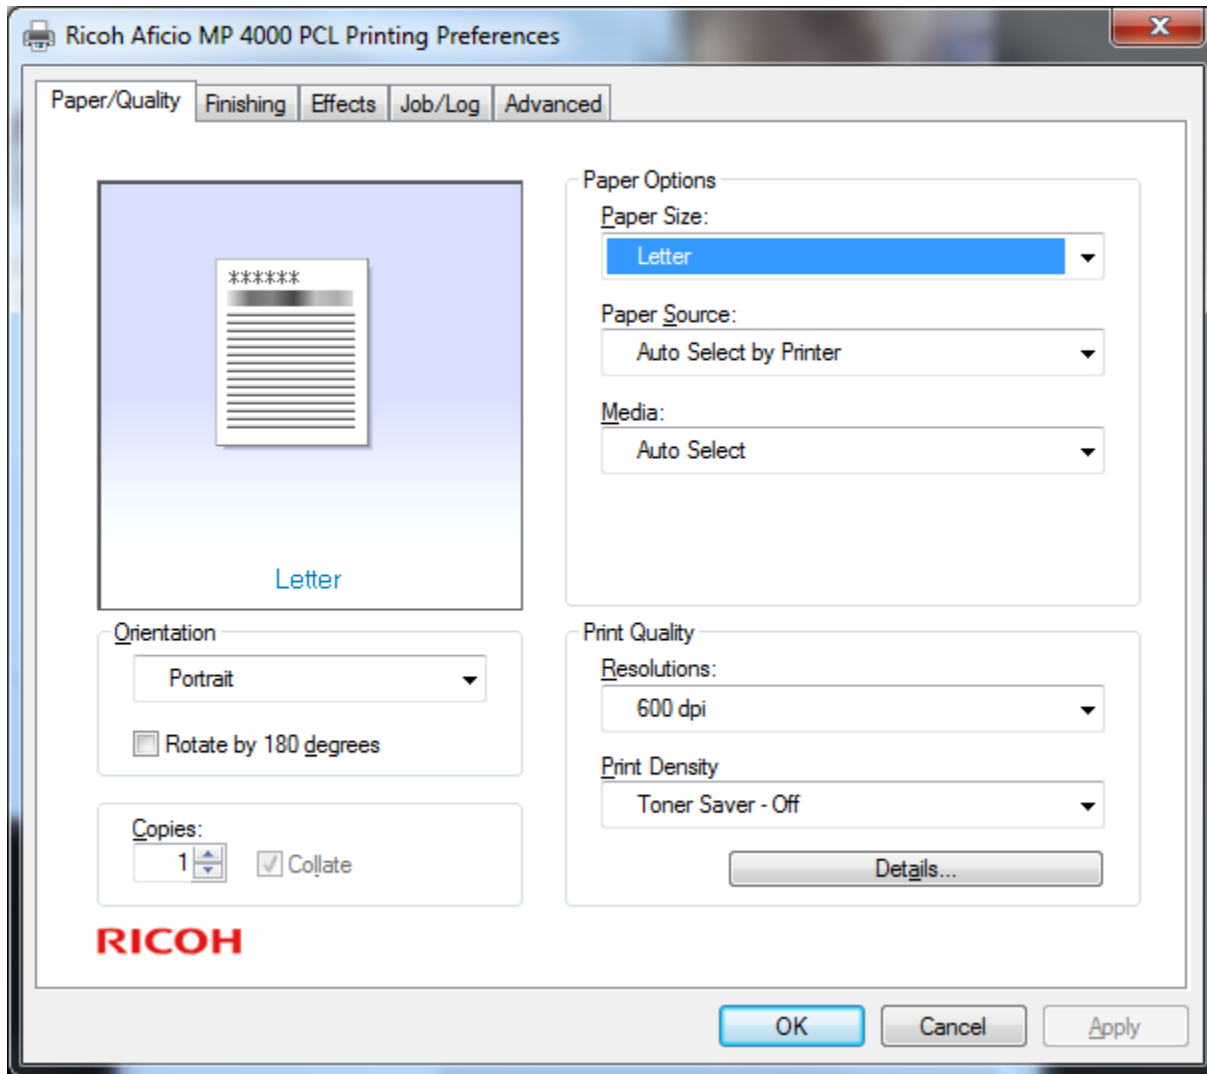 Ricoh Aficio MP 4000 PCL Printing Preferences
Paper/Quality Finishing Effects Job/Log Advanced
******
Letter
Orientation
Portrait
Rotate by 180 degrees
Copies:
1 Collate
RICOH
Paper Options
Paper Size:
Letter
Paper Source:
Auto Select by Printer
Media:
Auto Select
Print Quality
Resolutions:
600 dpi
Print Density
Toner Saver - Off
Details...
OK Cancel Apply